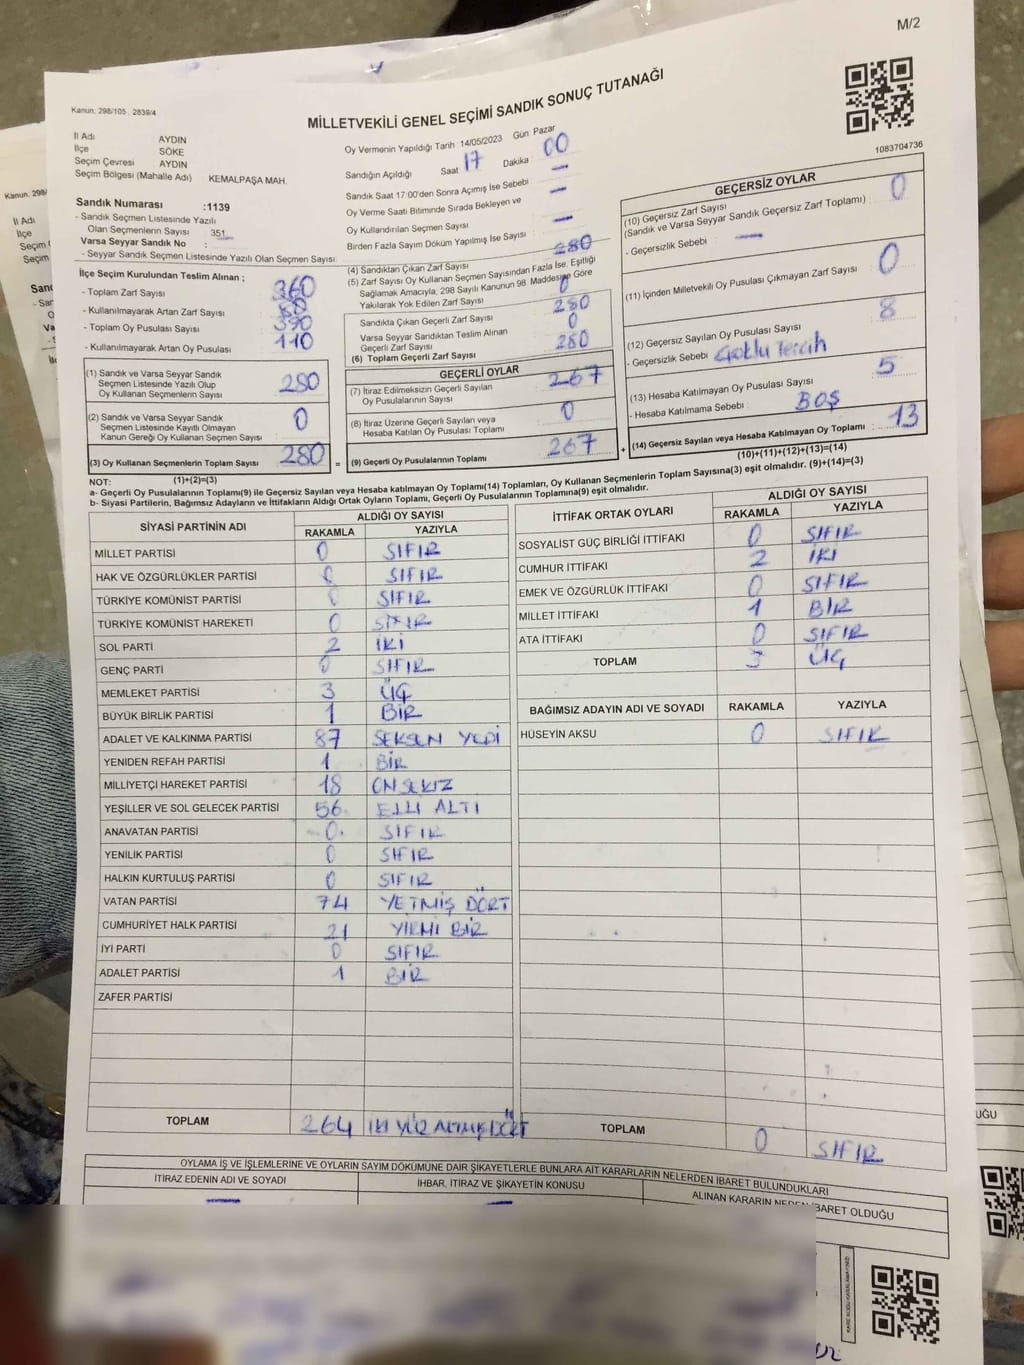 M/2
Kanun: 298/105, 2839/4
MİLLETVEKİLİ GENEL SEÇİMİ SANDIK SONUÇ TUTANAĞI
1083704736
İl Adı AYDIN
İlçe SÖKE
Seçim Çevresi AYDIN
Seçim Bölgesi (Mahalle Adı) KEMALPAŞA MAH.
Sandık Numarası :1139
- Sandık Seçmen Listesinde Yazılı
Olan Seçmenlerin Sayısı 351
Varsa Seyyar Sandık No :
- Seyyar Sandık Seçmen Listesinde Yazılı Olan Seçmen Sayısı
Oy Vermenin Yapıldığı Tarih 14/05/2023 Gün Pazar
Sandığın Açıldığı Saat 17 Dakika 00
Sandık Saat 17:00'den Sonra Açımış İse Sebebi —
Oy Verme Saati Bitiminde Sırada Bekleyen ve
Oy Kullandırılan Seçmen Sayısı —
Birden Fazla Sayım Döküm Yapılmış İse Sayısı —
İlçe Seçim Kurulundan Teslim Alınan ;
- Toplam Zarf Sayısı 360
- Kullanılmayarak Artan Zarf Sayısı 80
- Toplam Oy Pusulası Sayısı 390
- Kullanılmayarak Artan Oy Pusulası 110
(4) Sandıktan Çıkan Zarf Sayısı 280
(5) Zarf Sayısı Oy Kullanan Seçmen Sayısından Fazla İse, Eşitliği
Sağlamak Amacıyla, 298 Sayılı Kanunun 98. Maddesine Göre
Yakılarak Yok Edilen Zarf Sayısı 0
Sandıkta Çıkan Geçerli Zarf Sayısı 280
Varsa Seyyar Sandıktan Teslim Alınan
Geçerli Zarf Sayısı 0
(6) Toplam Geçerli Zarf Sayısı 280
GEÇERSİZ OYLAR
(10) Geçersiz Zarf Sayısı
(Sandık ve Varsa Seyyar Sandık Geçersiz Zarf Toplamı) : 0
- Geçersizlik Sebebi —
(11) İçinden Milletvekili Oy Pusulası Çıkmayan Zarf Sayısı 0
(12) Geçersiz Sayılan Oy Pusulası Sayısı 8
- Geçersizlik Sebebi : Çoklu Tercih
(13) Hesaba Katılmayan Oy Pusulası Sayısı 5
- Hesaba Katılmama Sebebi : BOŞ
(14) Geçersiz Sayılan veya Hesaba Katılmayan Oy Toplamı : 13
(10)+(11)+(12)+(13)=(14)
(1) Sandık ve Varsa Seyyar Sandık
Seçmen Listesinde Yazılı Olup
Oy Kullanan Seçmenlerin Sayısı 280
(2) Sandık ve Varsa Seyyar Sandık
Seçmen Listesinde Kayıtlı Olmayan
Kanun Gereği Oy Kullanan Seçmen Sayısı : 0
(3) Oy Kullanan Seçmenlerin Toplam Sayısı 280
(1)+(2)=(3)
GEÇERLİ OYLAR
(7) İtiraz Edilmeksizin Geçerli Sayılan
Oy Pusulalarının Sayısı 267
(8) İtiraz Üzerine Geçerli Sayılan veya
Hesaba Katılan Oy Pusulası Toplamı 0
= (9) Geçerli Oy Pusulalarının Toplamı 267 +
NOT:
a- Geçerli Oy Pusulalarının Toplamı(9) ile Geçersiz Sayılan veya Hesaba katılmayan Oy Toplamı(14) Toplamları, Oy Kullanan Seçmenlerin Toplam Sayısına(3) eşit olmalıdır. (9)+(14)=(3)
b- Siyasi Partilerin, Bağımsız Adayların ve İttifakların Aldığı Ortak Oyların Toplamı, Geçerli Oy Pusulalarının Toplamına(9) eşit olmalıdır.
SİYASİ PARTİNİN ADI ALDIĞI OY SAYISI
RAKAMLA YAZIYLA
MİLLET PARTİSİ 0 SIFIR
HAK VE ÖZGÜRLÜKLER PARTİSİ 0 SIFIR
TÜRKİYE KOMÜNİST PARTİSİ 0 SIFIR
TÜRKİYE KOMÜNİST HAREKETİ 0 SIFIR
SOL PARTİ 2 İKİ
GENÇ PARTİ 0 SIFIR
MEMLEKET PARTİSİ 3 ÜÇ
BÜYÜK BİRLİK PARTİSİ 1 BİR
ADALET VE KALKINMA PARTİSİ 87 SEKSEN YEDİ
YENİDEN REFAH PARTİSİ 1 BİR
MİLLİYETÇİ HAREKET PARTİSİ 18 ONSEKİZ
YEŞİLLER VE SOL GELECEK PARTİSİ 56 ELLİ ALTI
ANAVATAN PARTİSİ 0 SIFIR
YENİLİK PARTİSİ 0 SIFIR
HALKIN KURTULUŞ PARTİSİ 0 SIFIR
VATAN PARTİSİ 74 YETMİŞ DÖRT
CUMHURİYET HALK PARTİSİ 21 YİRMİ BİR
İYİ PARTİ 0 SIFIR
ADALET PARTİSİ 1 BİR
ZAFER PARTİSİ
TOPLAM 264 İKİ YÜZ ALTMIŞ DÖRT
İTTİFAK ORTAK OYLARI ALDIĞI OY SAYISI
RAKAMLA YAZIYLA
SOSYALİST GÜÇ BİRLİĞİ İTTİFAKI 0 SIFIR
CUMHUR İTTİFAKI 2 İKİ
EMEK VE ÖZGÜRLÜK İTTİFAKI 0 SIFIR
MİLLET İTTİFAKI 1 BİR
ATA İTTİFAKI 0 SIFIR
TOPLAM 3 ÜÇ
BAĞIMSIZ ADAYIN ADI VE SOYADI RAKAMLA YAZIYLA
HÜSEYİN AKSU 0 SIFIR
TOPLAM 0 SIFIR
OYLAMA İŞ VE İŞLEMLERİNE VE OYLARIN SAYIM DÖKÜMÜNE DAİR ŞİKAYETLERLE BUNLARA AİT KARARLARIN NELERDEN İBARET BULUNDUKLARI
İTİRAZ EDENİN ADI VE SOYADI İHBAR, İTİRAZ VE ŞİKAYETİN KONUSU ALINAN KARARIN NEDEN İBARET OLDUĞU
— —
Kanun: 298
İl Adı
İlçe
Seçim
Seçim